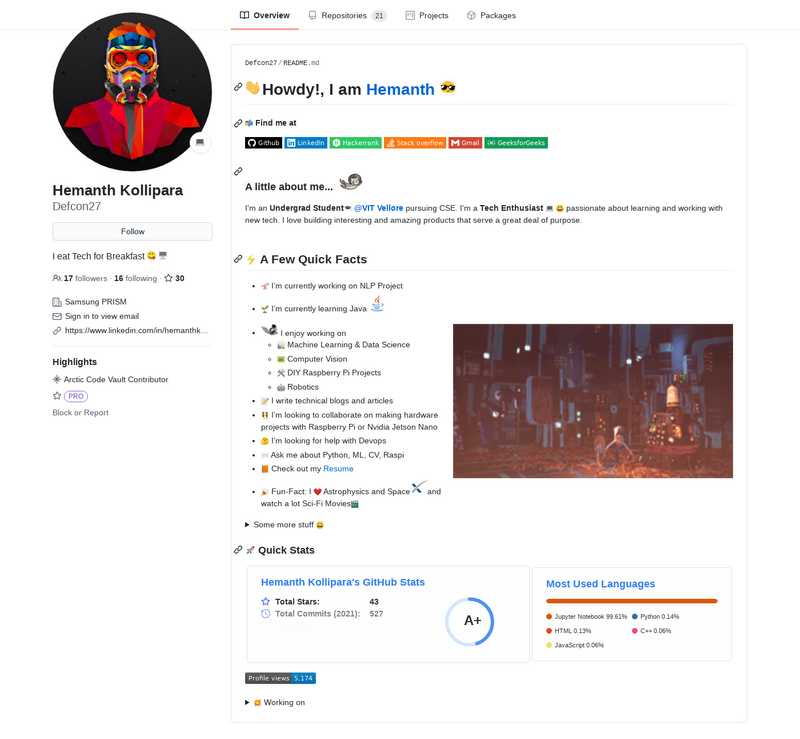 Overview Repositories 21 Projects Packages
Hemanth Kollipara
Defcon27
Follow
I eat Tech for Breakfast 😋 🖥️
17 followers · 16 following · 30
Samsung PRISM
Sign in to view email
https://www.linkedin.com/in/hemanthk...
Highlights
Arctic Code Vault Contributor
PRO
Block or Report
Defcon27 / README.md
👋 Howdy!, I am Hemanth 😎
📫 Find me at
Github LinkedIn Hackerrank Stack overflow Gmail GeeksforGeeks
A little about me...
I'm an Undergrad Student @VIT Vellore pursuing CSE. I'm a Tech Enthusiast 💻 😄 passionate about learning and working with
new tech. I love building interesting and amazing products that serve a great deal of purpose.
⚡ A Few Quick Facts
I'm currently working on NLP Project
🌱 I'm currently learning Java
I enjoy working on
Machine Learning & Data Science
Computer Vision
🛠️ DIY Raspberry Pi Projects
🤖 Robotics
📝 I write technical blogs and articles
👯 I'm looking to collaborate on making hardware
projects with Raspberry Pi or Nvidia Jetson Nano
🤔 I'm looking for help with Devops
Ask me about Python, ML, CV, Raspi
📙 Check out my Resume
🎉 Fun-Fact: I ❤️ Astrophysics and Space and
watch a lot Sci-Fi Movies🎬
Some more stuff 😄
🚀 Quick Stats
Hemanth Kollipara's GitHub Stats
Total Stars: 43
Total Commits (2021): 527
A+
Most Used Languages
Jupyter Notebook 99.61% Python 0.14%
HTML 0.13% C++ 0.06%
JavaScript 0.06%
Profile views 5,174
💥 Working on